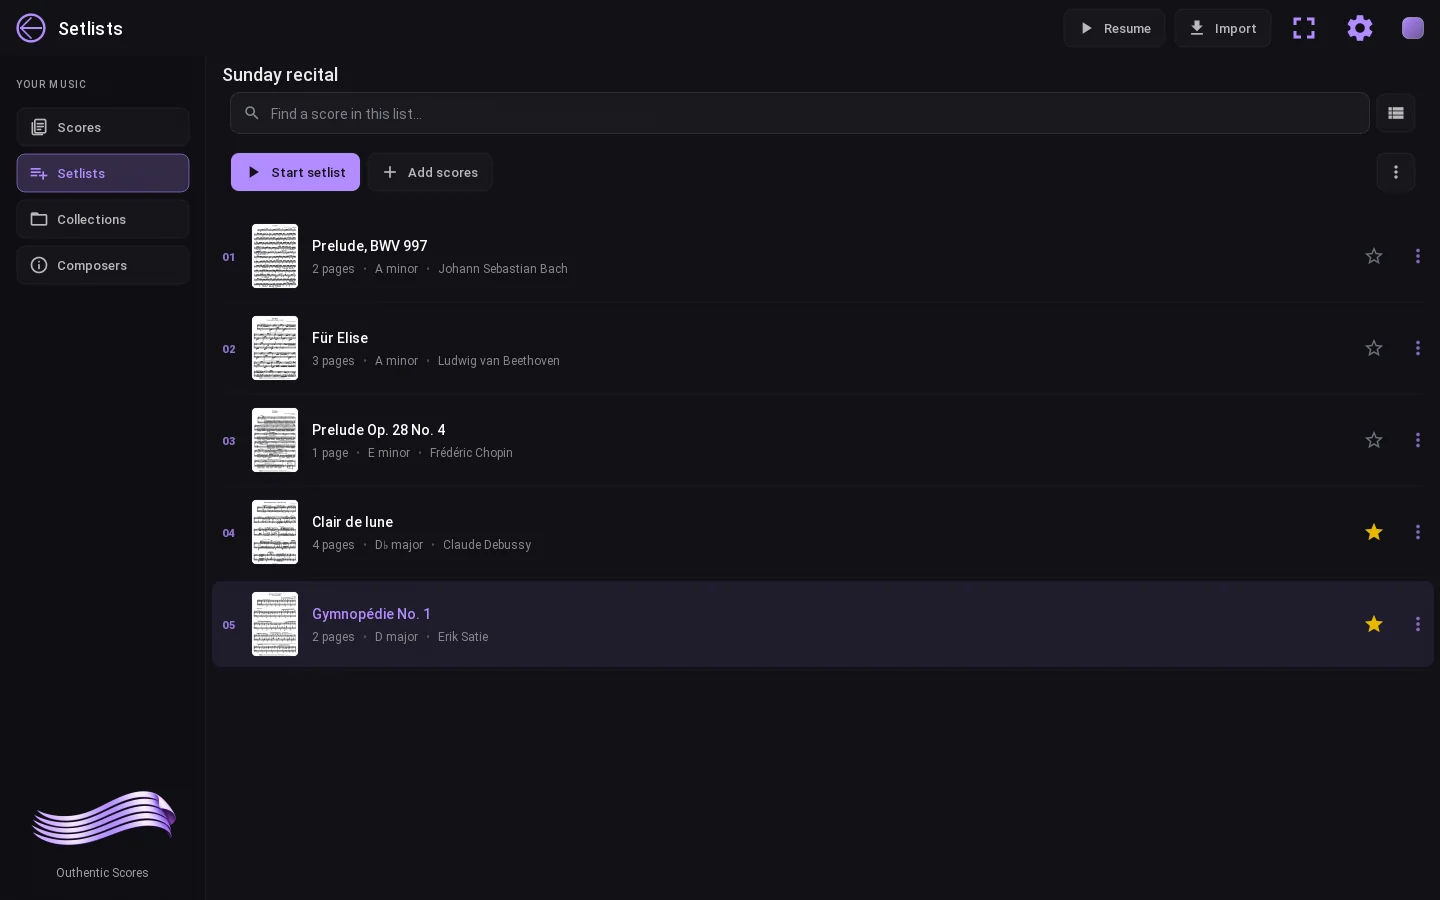 Setlists
Resume
Import
YOUR MUSIC
Scores
Setlists
Collections
Composers
Outhentic Scores
Sunday recital
Find a score in this list...
Start setlist
Add scores
01
Prelude, BWV 997
2 pages • A minor • Johann Sebastian Bach
02
Für Elise
3 pages • A minor • Ludwig van Beethoven
03
Prelude Op. 28 No. 4
1 page • E minor • Frédéric Chopin
04
Clair de lune
4 pages • D♭ major • Claude Debussy
05
Gymnopédie No. 1
2 pages • D major • Erik Satie